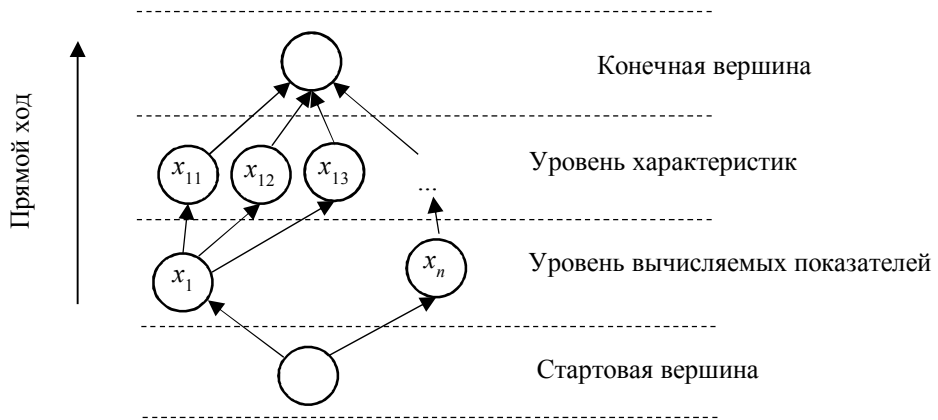 Прямой ход
Конечная вершина
x11 x12 x13 ...
Уровень характеристик
x1 xn
Уровень вычисляемых показателей
Стартовая вершина